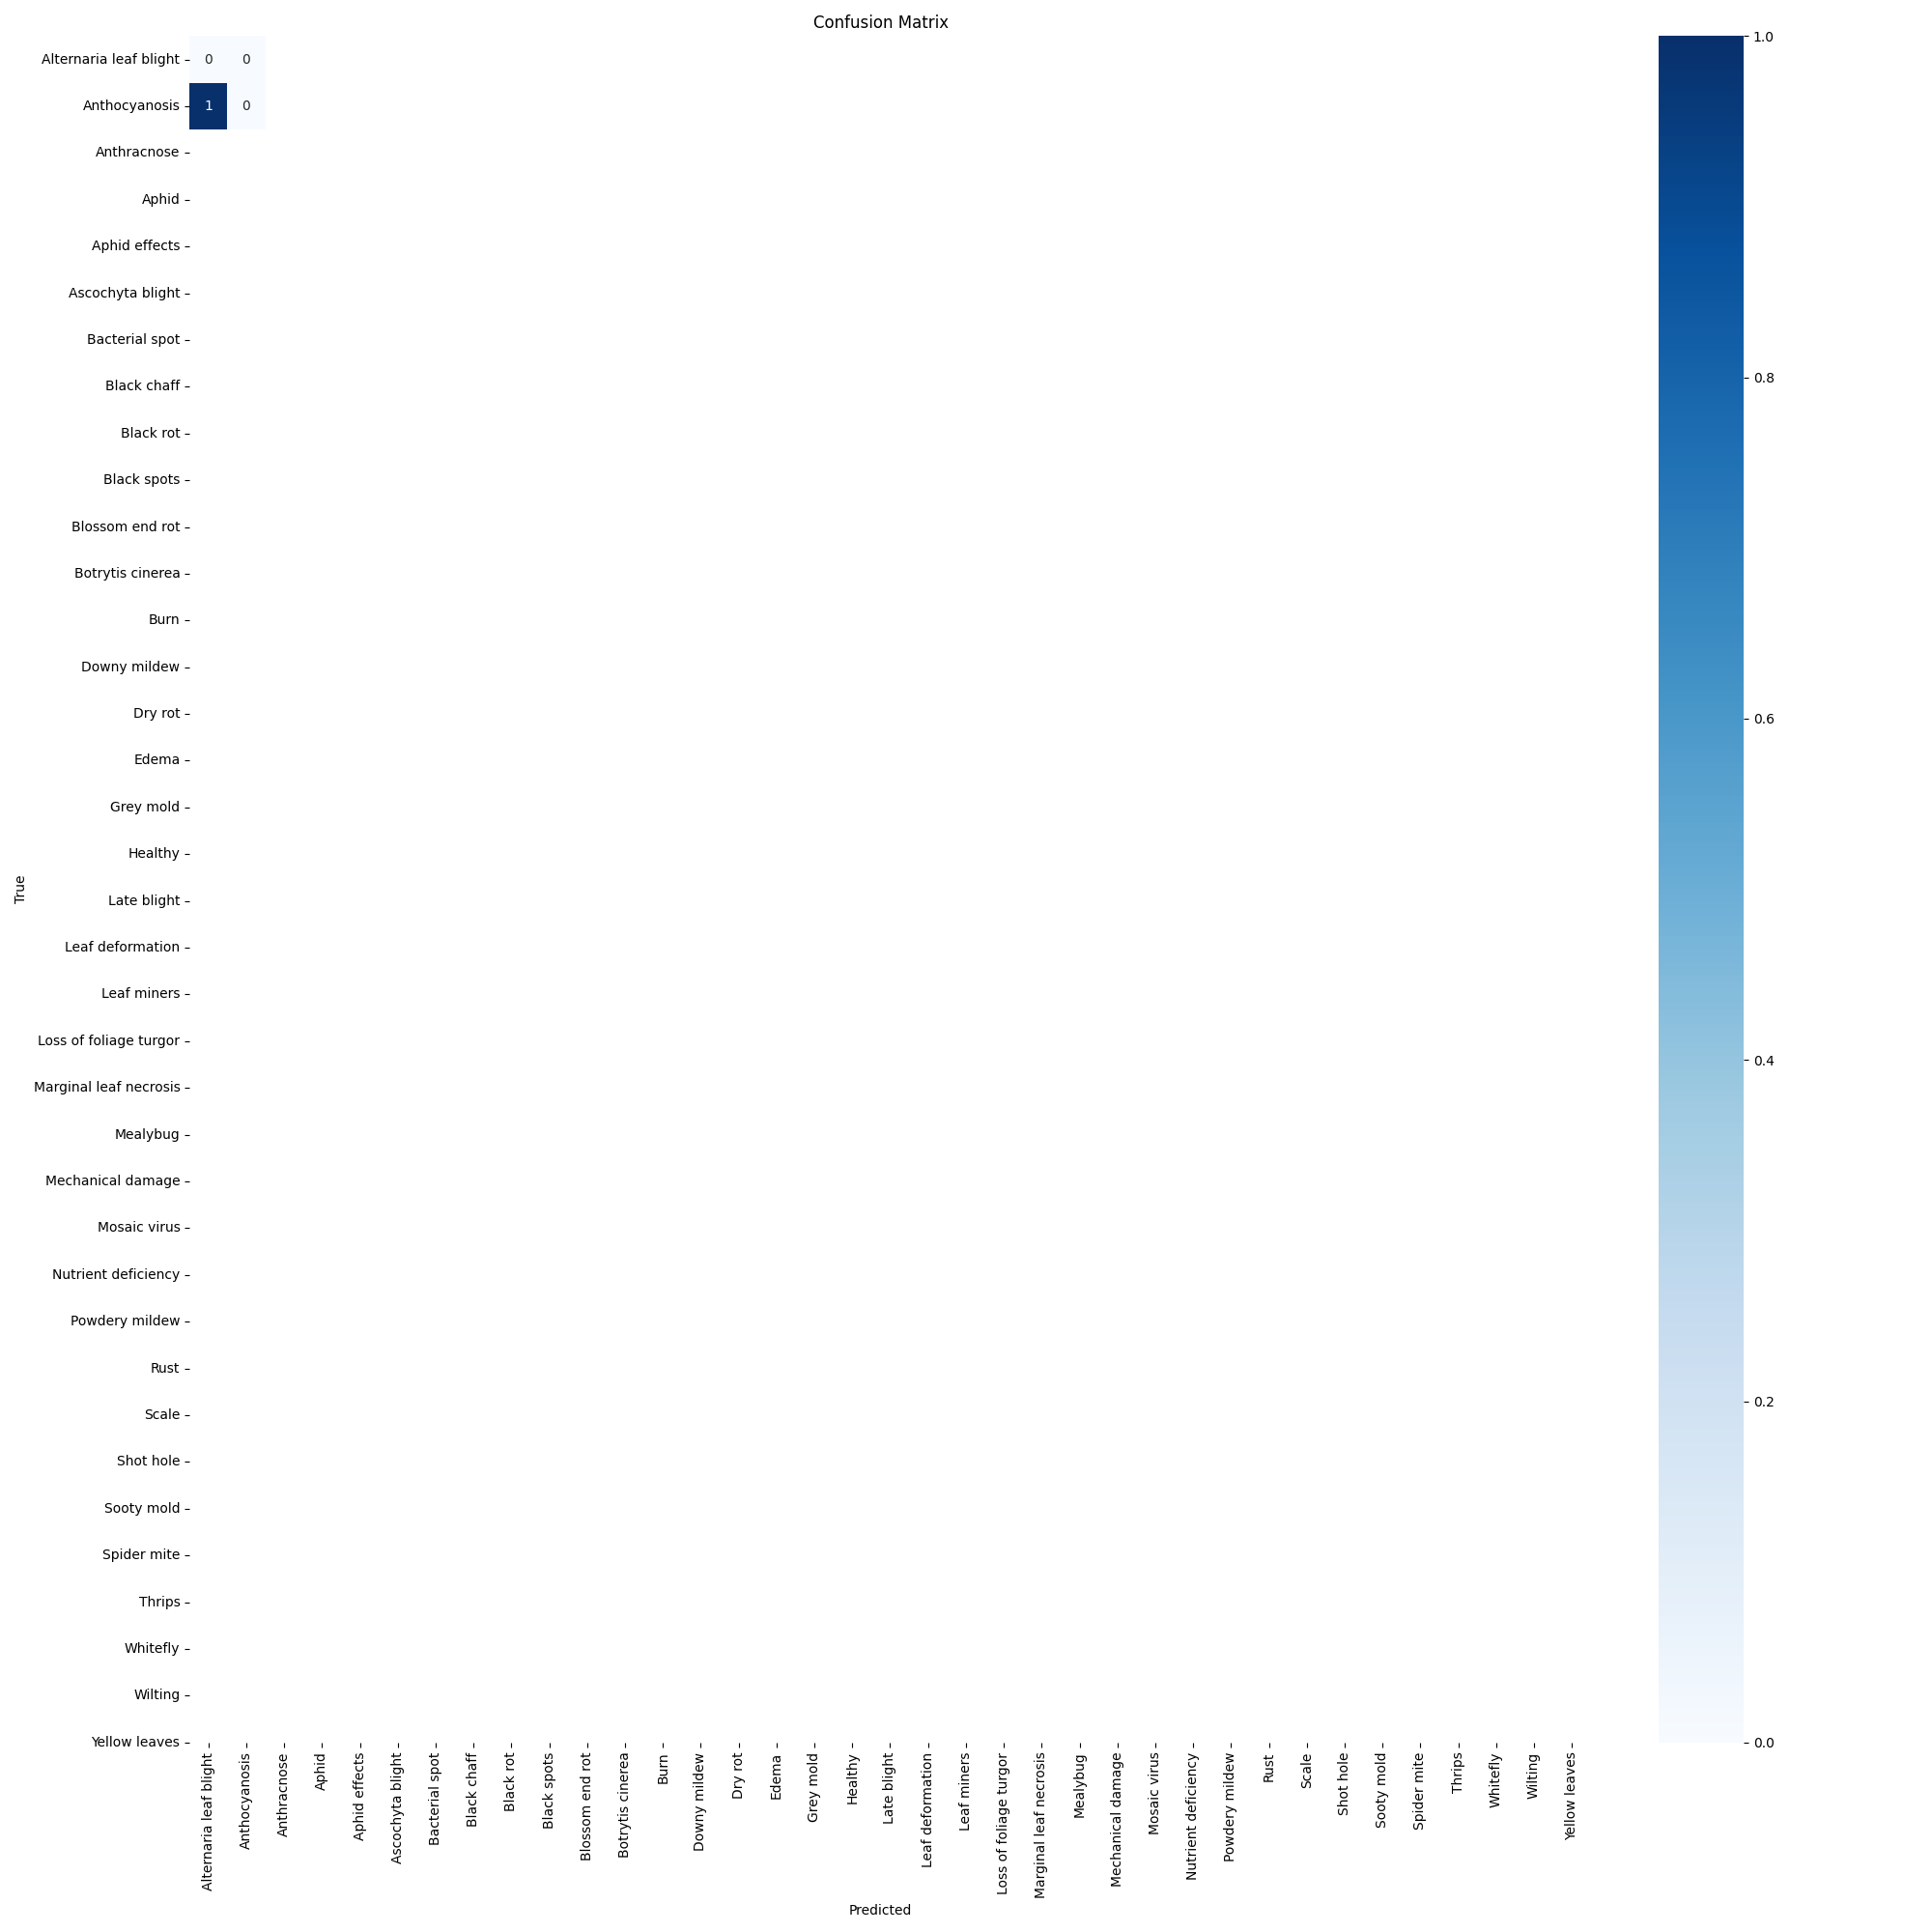 Confusion Matrix
Alternaria leaf blight
0 0
Anthocyanosis
1 0
Anthracnose
Aphid
Aphid effects
Ascochyta blight
Bacterial spot
Black chaff
Black rot
Black spots
Blossom end rot
Botrytis cinerea
Burn
Downy mildew
Dry rot
Edema
Grey mold
Healthy
Late blight
Leaf deformation
Leaf miners
Loss of foliage turgor
Marginal leaf necrosis
Mealybug
Mechanical damage
Mosaic virus
Nutrient deficiency
Powdery mildew
Rust
Scale
Shot hole
Sooty mold
Spider mite
Thrips
Whitefly
Wilting
Yellow leaves
True
Alternaria leaf blight
Anthocyanosis
Anthracnose
Aphid
Aphid effects
Ascochyta blight
Bacterial spot
Black chaff
Black rot
Black spots
Blossom end rot
Botrytis cinerea
Burn
Downy mildew
Dry rot
Edema
Grey mold
Healthy
Late blight
Leaf deformation
Leaf miners
Loss of foliage turgor
Marginal leaf necrosis
Mealybug
Mechanical damage
Mosaic virus
Nutrient deficiency
Powdery mildew
Rust
Scale
Shot hole
Sooty mold
Spider mite
Thrips
Whitefly
Wilting
Yellow leaves
Predicted
1.0
0.8
0.6
0.4
0.2
0.0